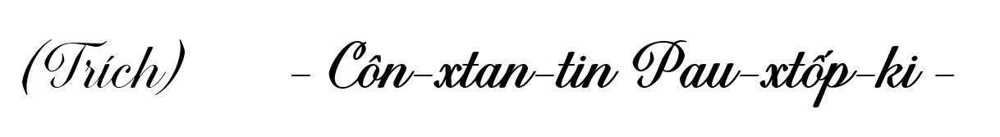 (Trích) - Côn-xtan-tin Pau-xtốp-ki -